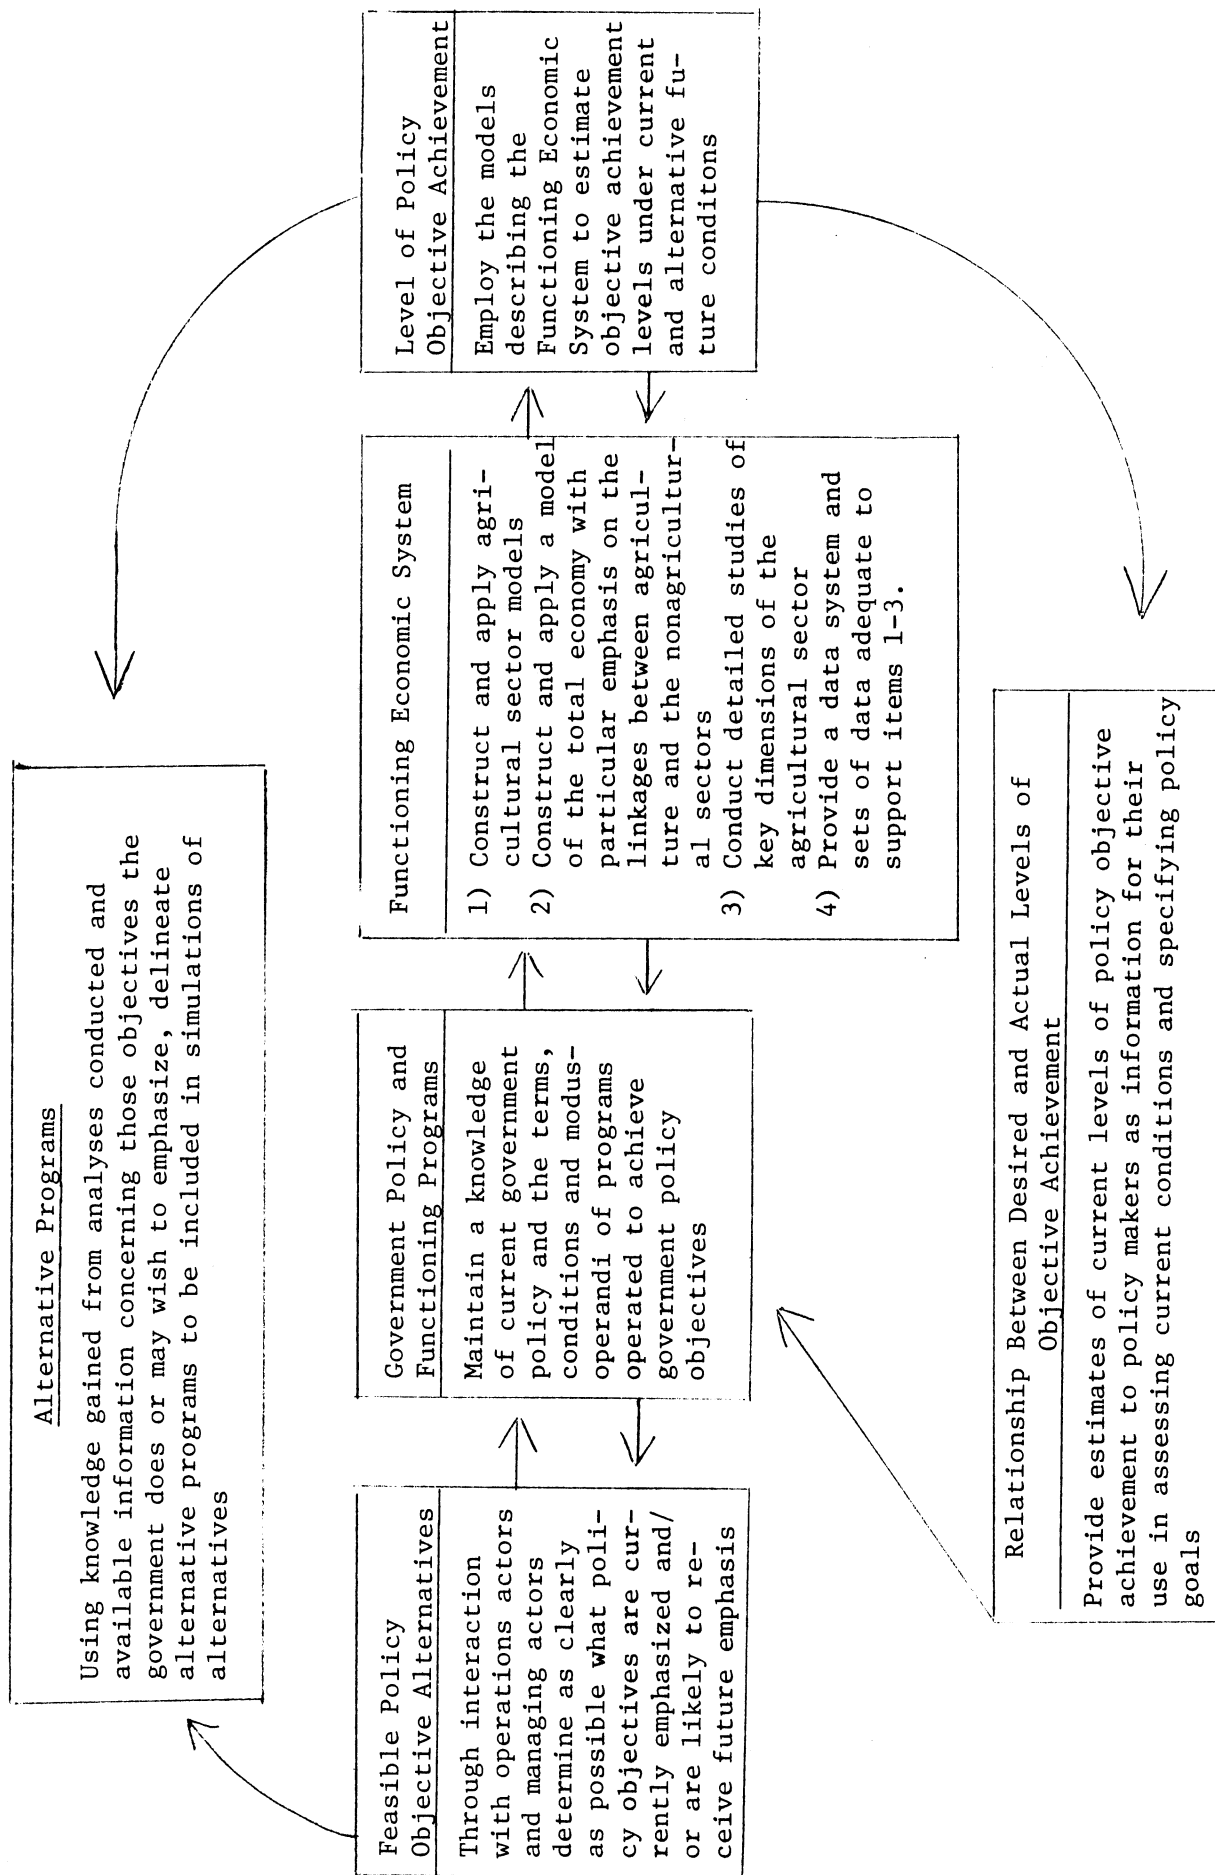 Alternative Programs
Using knowledge gained from analyses conducted and
available information concerning those objectives the
government does or may wish to emphasize, delineate
alternative programs to be included in simulations of
alternatives
Feasible Policy
Objective Alternatives
Through interaction
with operations actors
and managing actors
determine as clearly
as possible what poli-
cy objectives are cur-
rently emphasized and/
or are likely to re-
ceive future emphasis
Government Policy and
Functioning Programs
Maintain a knowledge
of current government
policy and the terms,
conditions and modus-
operandi of programs
operated to achieve
government policy
objectives
Functioning Economic System
1) Construct and apply agri-
cultural sector models
2) Construct and apply a model
of the total economy with
particular emphasis on the
linkages between agricul-
ture and the nonagricultur-
al sectors
3) Conduct detailed studies of
key dimensions of the
agricultural sector
4) Provide a data system and
sets of data adequate to
support items 1-3.
Level of Policy
Objective Achievement
Employ the models
describing the
Functioning Economic
System to estimate
objective achievement
levels under current
and alternative fu-
ture conditons
Relationship Between Desired and Actual Levels of
Objective Achievement
Provide estimates of current levels of policy objective
achievement to policy makers as information for their
use in assessing current conditions and specifying policy
goals